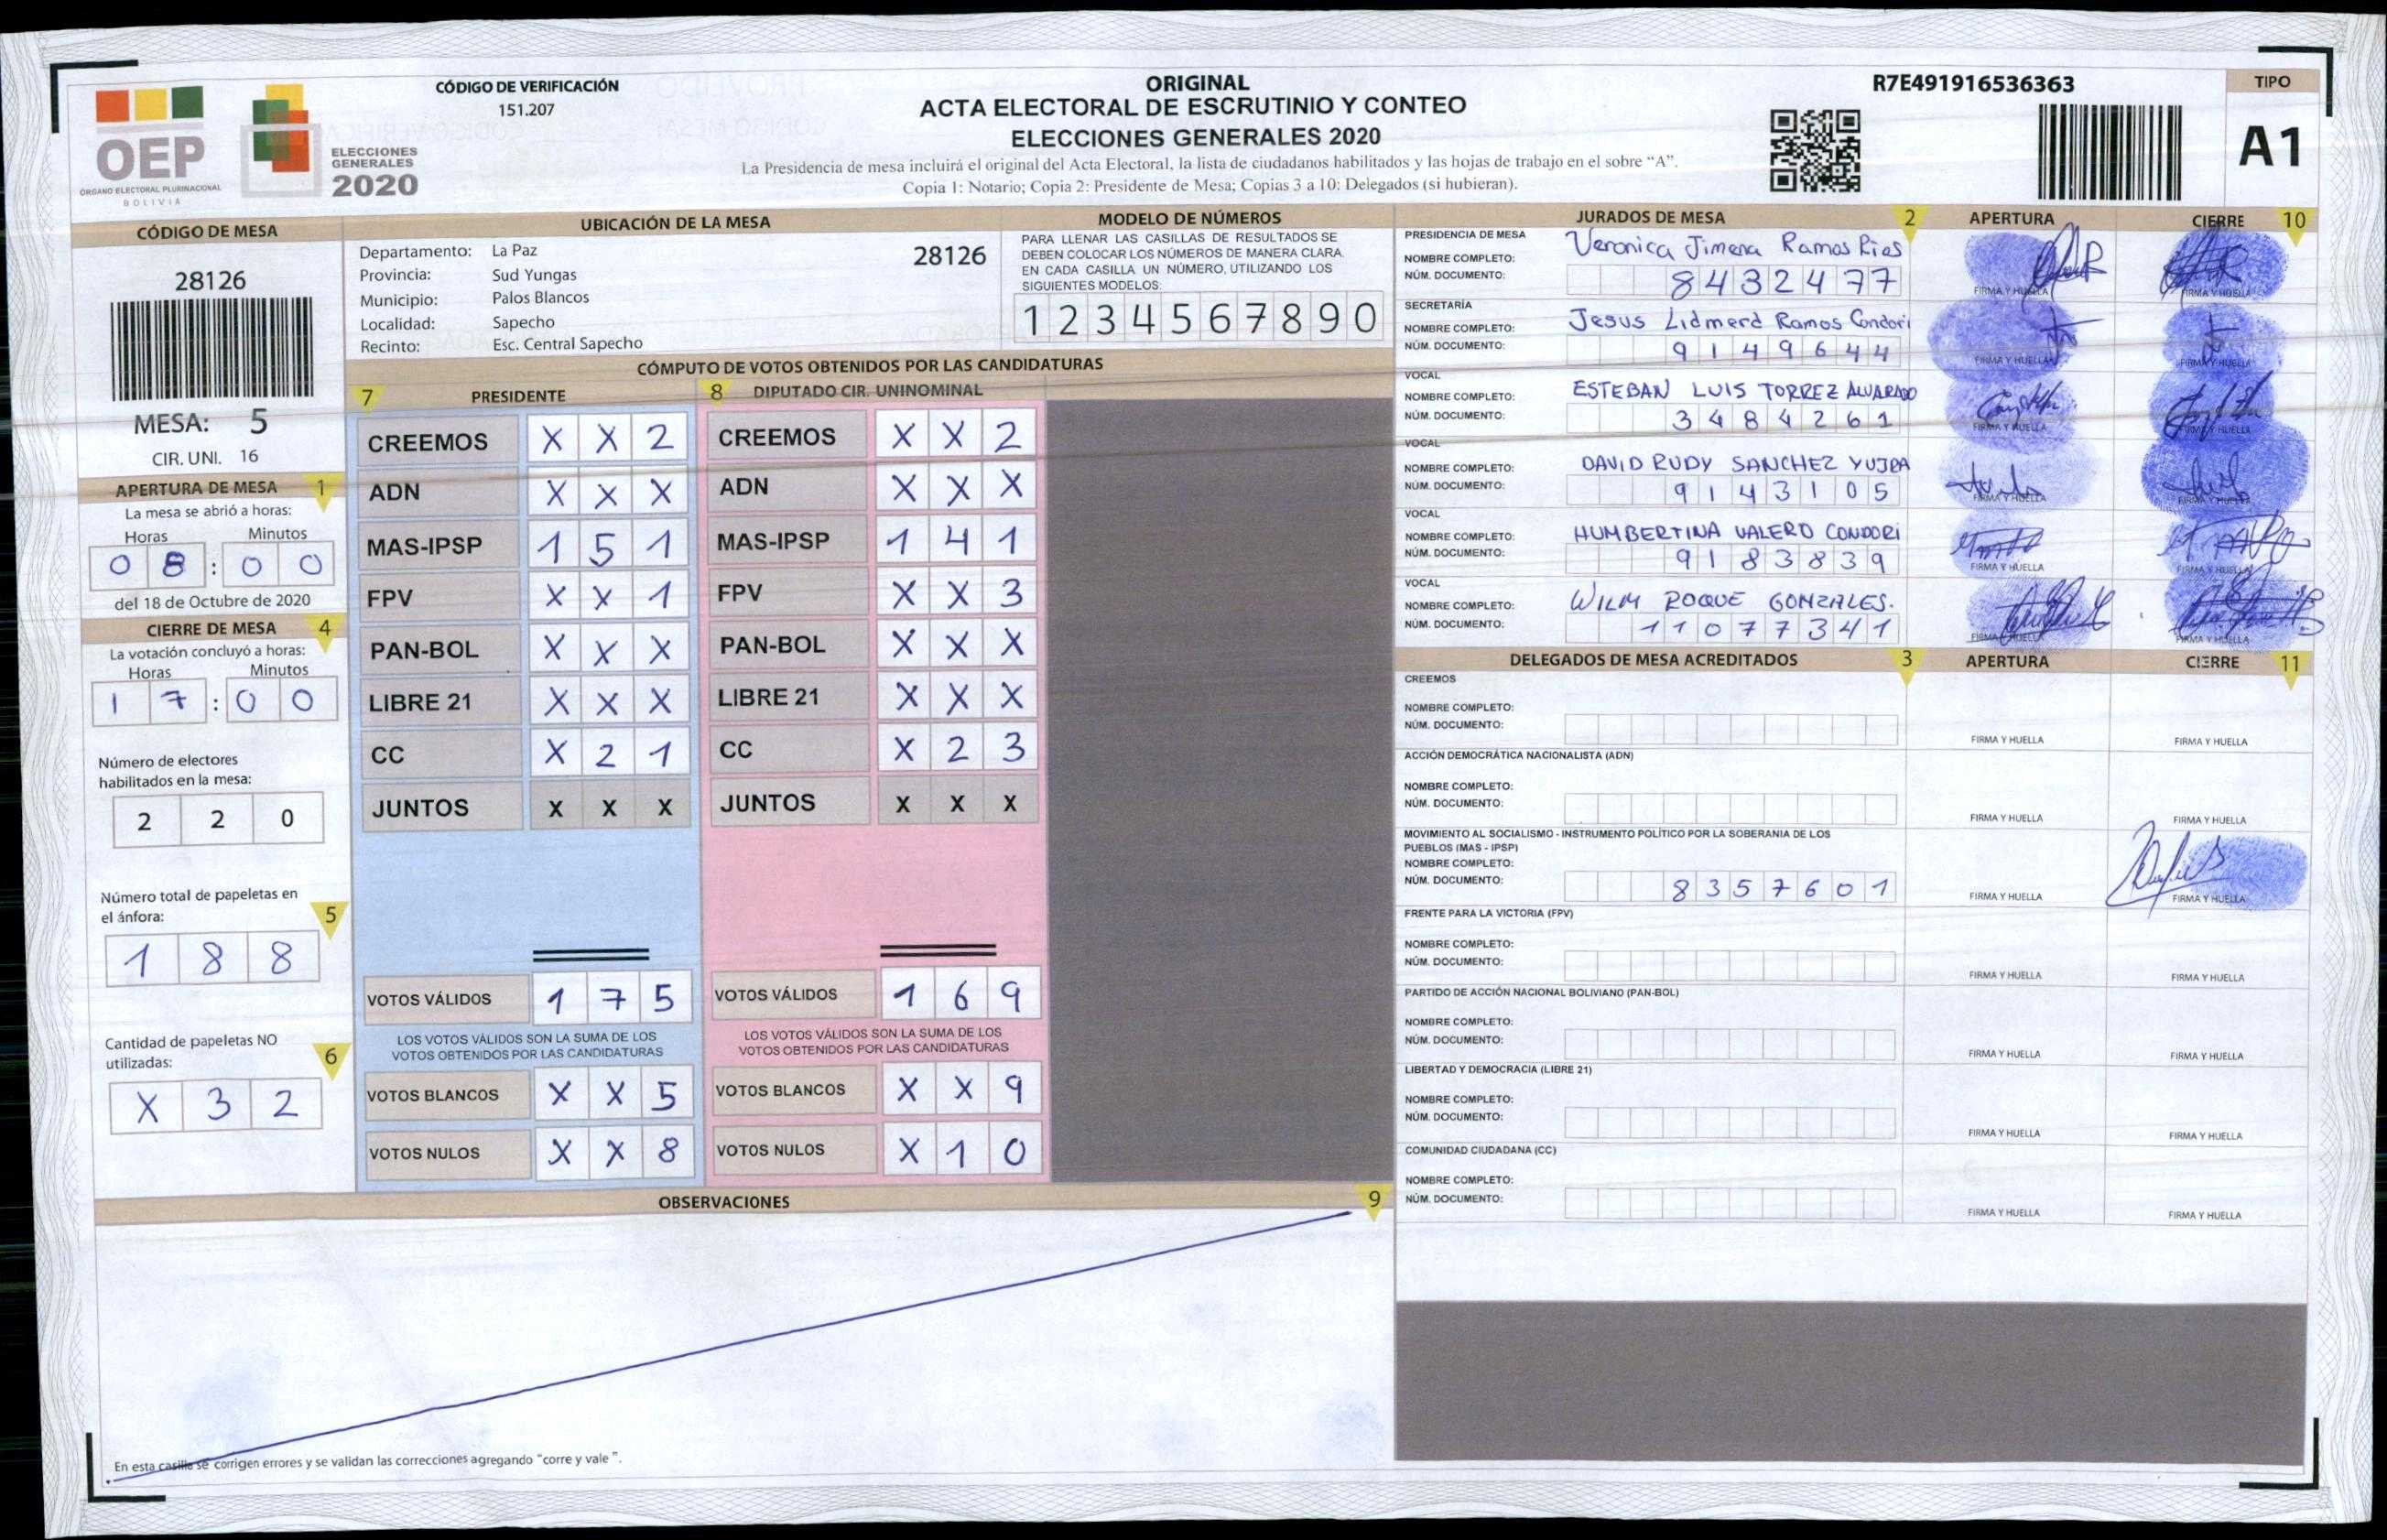 CÓDIGO DE VERIFICACIÓN
151.207
ORIGINAL
ACTA ELECTORAL DE ESCRUTINIO Y CONTEO
ELECCIONES GENERALES 2020
La Presidencia de mesa incluirá el original del Acta Electoral, la lista de ciudadanos habilitados y las hojas de trabajo en el sobre “A”.
Copia 1: Notario; Copia 2: Presidente de Mesa; Copias 3 a 10: Delegados (si hubieran).
R7E491916536363
TIPO
A1
OEP
ÓRGANO ELECTORAL PLURINACIONAL
BOLIVIA
ELECCIONES
GENERALES
2020
CÓDIGO DE MESA
28126
MESA: 5
CIR. UNI. 16
APERTURA DE MESA 1
La mesa se abrió a horas:
Horas Minutos
0 8 : 0 0
del 18 de Octubre de 2020
CIERRE DE MESA 4
La votación concluyó a horas:
Horas Minutos
1 7 : 0 0
Número de electores
habilitados en la mesa:
2 2 0
Número total de papeletas en
el ánfora: 5
1 8 8
Cantidad de papeletas NO
utilizadas: 6
X 3 2
UBICACIÓN DE LA MESA
Departamento: La Paz
28126
Provincia: Sud Yungas
Municipio: Palos Blancos
Localidad: Sapecho
Recinto: Esc. Central Sapecho
MODELO DE NÚMEROS
PARA LLENAR LAS CASILLAS DE RESULTADOS SE
DEBEN COLOCAR LOS NÚMEROS DE MANERA CLARA.
EN CADA CASILLA UN NÚMERO, UTILIZANDO LOS
SIGUIENTES MODELOS:
1 2 3 4 5 6 7 8 9 0
CÓMPUTO DE VOTOS OBTENIDOS POR LAS CANDIDATURAS
7 PRESIDENTE
CREEMOS X X 2
ADN X X X
MAS-IPSP 1 5 1
FPV X X 1
PAN-BOL X X X
LIBRE 21 X X X
CC X 2 1
JUNTOS X X X
VOTOS VÁLIDOS 1 7 5
LOS VOTOS VÁLIDOS SON LA SUMA DE LOS
VOTOS OBTENIDOS POR LAS CANDIDATURAS
VOTOS BLANCOS X X 5
VOTOS NULOS X X 8
8 DIPUTADO CIR. UNINOMINAL
CREEMOS X X 2
ADN X X X
MAS-IPSP 1 4 1
FPV X X 3
PAN-BOL X X X
LIBRE 21 X X X
CC X 2 3
JUNTOS X X X
VOTOS VÁLIDOS 1 6 9
LOS VOTOS VÁLIDOS SON LA SUMA DE LOS
VOTOS OBTENIDOS POR LAS CANDIDATURAS
VOTOS BLANCOS X X 9
VOTOS NULOS X 1 0
OBSERVACIONES 9
En esta casilla se corrigen errores y se validan las correcciones agregando “corre y vale”.
JURADOS DE MESA 2 APERTURA CIERRE 10
PRESIDENCIA DE MESA
NOMBRE COMPLETO: Veronica Jimena Ramos Rios
NÚM. DOCUMENTO: 8432477
FIRMA Y HUELLA FIRMA Y HUELLA
SECRETARÍA
NOMBRE COMPLETO: Jesus Lidmerd Ramos Condori
NÚM. DOCUMENTO: 9149644
FIRMA Y HUELLA FIRMA Y HUELLA
VOCAL
NOMBRE COMPLETO: ESTEBAN LUIS TORREZ ALVARADO
NÚM. DOCUMENTO: 3484261
FIRMA Y HUELLA FIRMA Y HUELLA
VOCAL
NOMBRE COMPLETO: DAVID RUDY SANCHEZ YUJRA
NÚM. DOCUMENTO: 9143105
FIRMA Y HUELLA FIRMA Y HUELLA
VOCAL
NOMBRE COMPLETO: HUMBERTINA VALERO CONDORI
NÚM. DOCUMENTO: 9183839
FIRMA Y HUELLA FIRMA Y HUELLA
VOCAL
NOMBRE COMPLETO: WILM ROQUE GONZALES.
NÚM. DOCUMENTO: 11077341
FIRMA Y HUELLA FIRMA Y HUELLA
DELEGADOS DE MESA ACREDITADOS 3 APERTURA CIERRE 11
CREEMOS
NOMBRE COMPLETO:
NÚM. DOCUMENTO:
FIRMA Y HUELLA FIRMA Y HUELLA
ACCIÓN DEMOCRÁTICA NACIONALISTA (ADN)
NOMBRE COMPLETO:
NÚM. DOCUMENTO:
FIRMA Y HUELLA FIRMA Y HUELLA
MOVIMIENTO AL SOCIALISMO - INSTRUMENTO POLÍTICO POR LA SOBERANIA DE LOS
PUEBLOS (MAS - IPSP)
NOMBRE COMPLETO:
NÚM. DOCUMENTO: 8357601
FIRMA Y HUELLA FIRMA Y HUELLA
FRENTE PARA LA VICTORIA (FPV)
NOMBRE COMPLETO:
NÚM. DOCUMENTO:
FIRMA Y HUELLA FIRMA Y HUELLA
PARTIDO DE ACCIÓN NACIONAL BOLIVIANO (PAN-BOL)
NOMBRE COMPLETO:
NÚM. DOCUMENTO:
FIRMA Y HUELLA FIRMA Y HUELLA
LIBERTAD Y DEMOCRACIA (LIBRE 21)
NOMBRE COMPLETO:
NÚM. DOCUMENTO:
FIRMA Y HUELLA FIRMA Y HUELLA
COMUNIDAD CIUDADANA (CC)
NOMBRE COMPLETO:
NÚM. DOCUMENTO:
FIRMA Y HUELLA FIRMA Y HUELLA